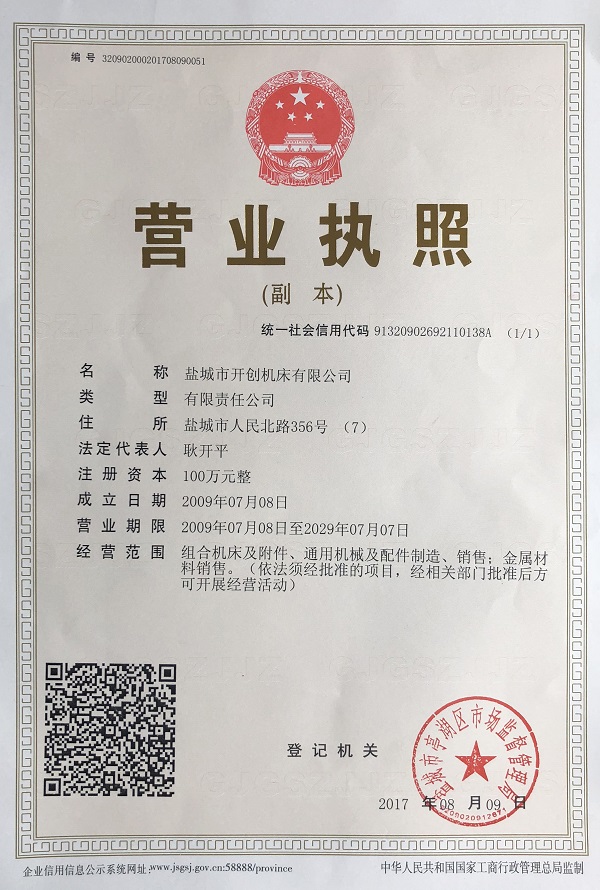 编 号 320902000201708090051
营业执照
(副 本)
统一社会信用代码 91320902692110138A (1/1)
名 称 盐城市开创机床有限公司
类 型 有限责任公司
住 所 盐城市人民北路356号 (7)
法定代表人 耿开平
注 册 资 本 100万元整
成 立 日 期 2009年07月08日
营 业 期 限 2009年07月08日至2029年07月07日
经 营 范 围 组合机床及附件、通用机械及配件制造、销售;金属材
料销售。(依法须经批准的项目,经相关部门批准后方
可开展经营活动)
盐城市亭湖区市场监督管理局
登 记 机 关
2017 年 08 月 09 日
企业信用信息公示系统网址:www.jsgsj.gov.cn:58888/province
中华人民共和国国家工商行政管理总局监制